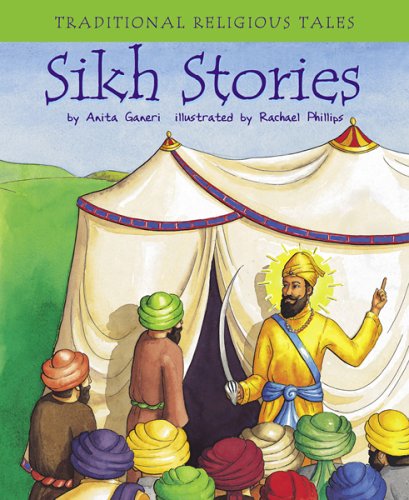 TRADITIONAL RELIGIOUS TALES
Sikh Stories
by Anita Ganeri illustrated by Rachael Phillips